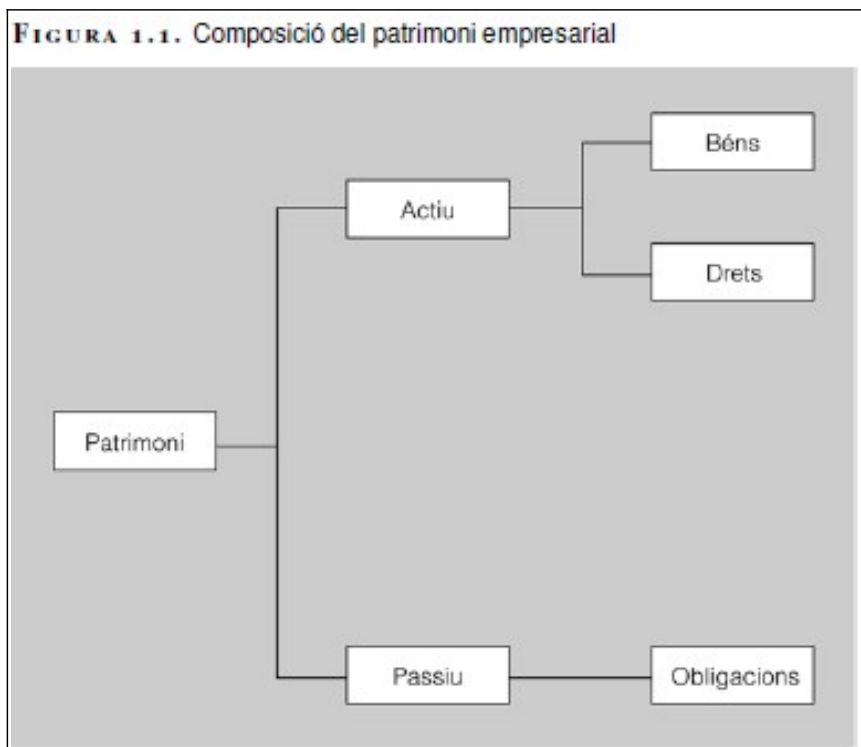 FIGURA 1.1. Composició del patrimoni empresarial
Béns
Actiu
Drets
Patrimoni
Passiu
Obligacions